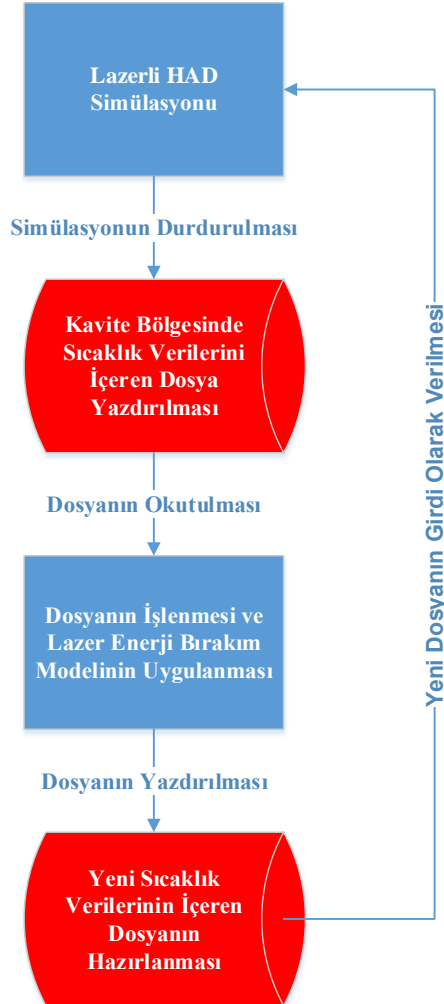 Lazerli HAD
Simülasyonu
Simülasyonun Durdurulması
Kavite Bölgesinde
Sıcaklık Verilerini
İçeren Dosya
Yazdırılması
Dosyanın Okutulması
Dosyanın İşlenmesi ve
Lazer Enerji Bırakım
Modelinin Uygulanması
Dosyanın Yazdırılması
Yeni Sıcaklık
Verilerinin İçeren
Dosyanın
Hazırlanması
Yeni Dosyanın Girdi Olarak Verilmesi